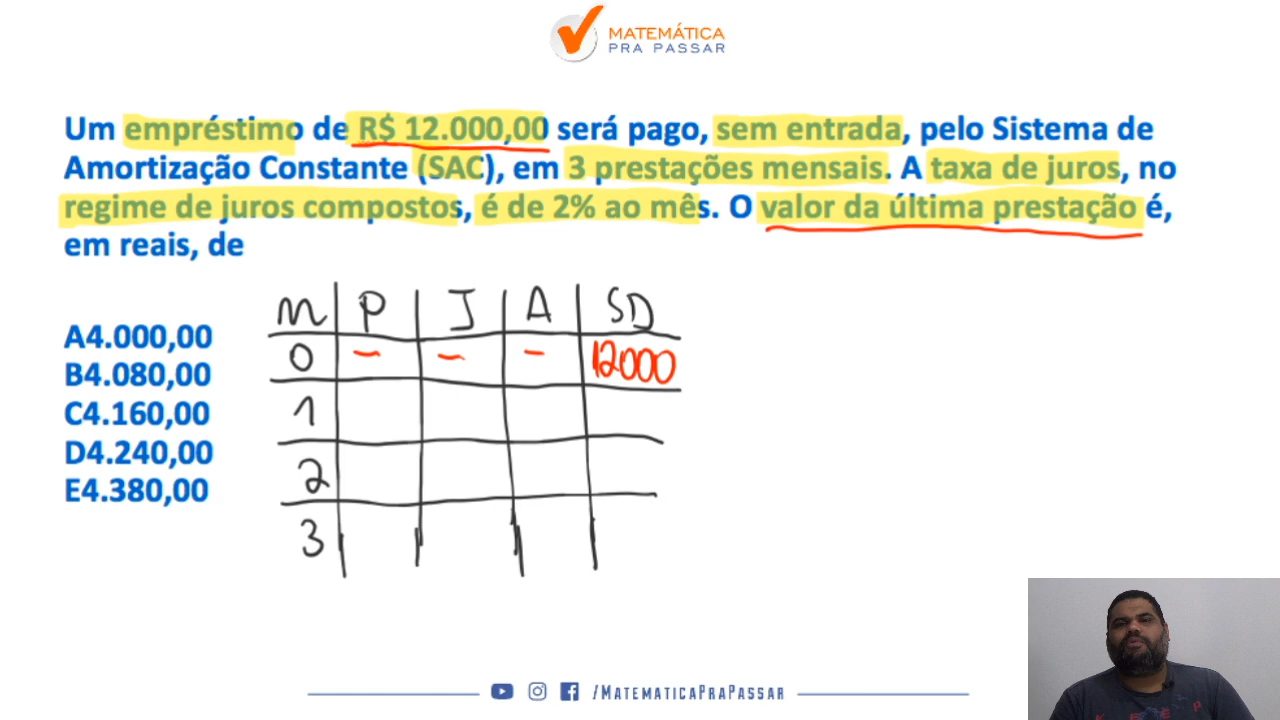 MATEMÁTICA
PRA PASSAR
Um empréstimo de R$ 12.000,00 será pago, sem entrada, pelo Sistema de
Amortização Constante (SAC), em 3 prestações mensais. A taxa de juros, no
regime de juros compostos, é de 2% ao mês. O valor da última prestação é,
em reais, de
A4.000,00
B4.080,00
C4.160,00
D4.240,00
E4.380,00
M P J A SD
0 - - - 12000
1
2
3
/MATEMATICAPRAPASSAR